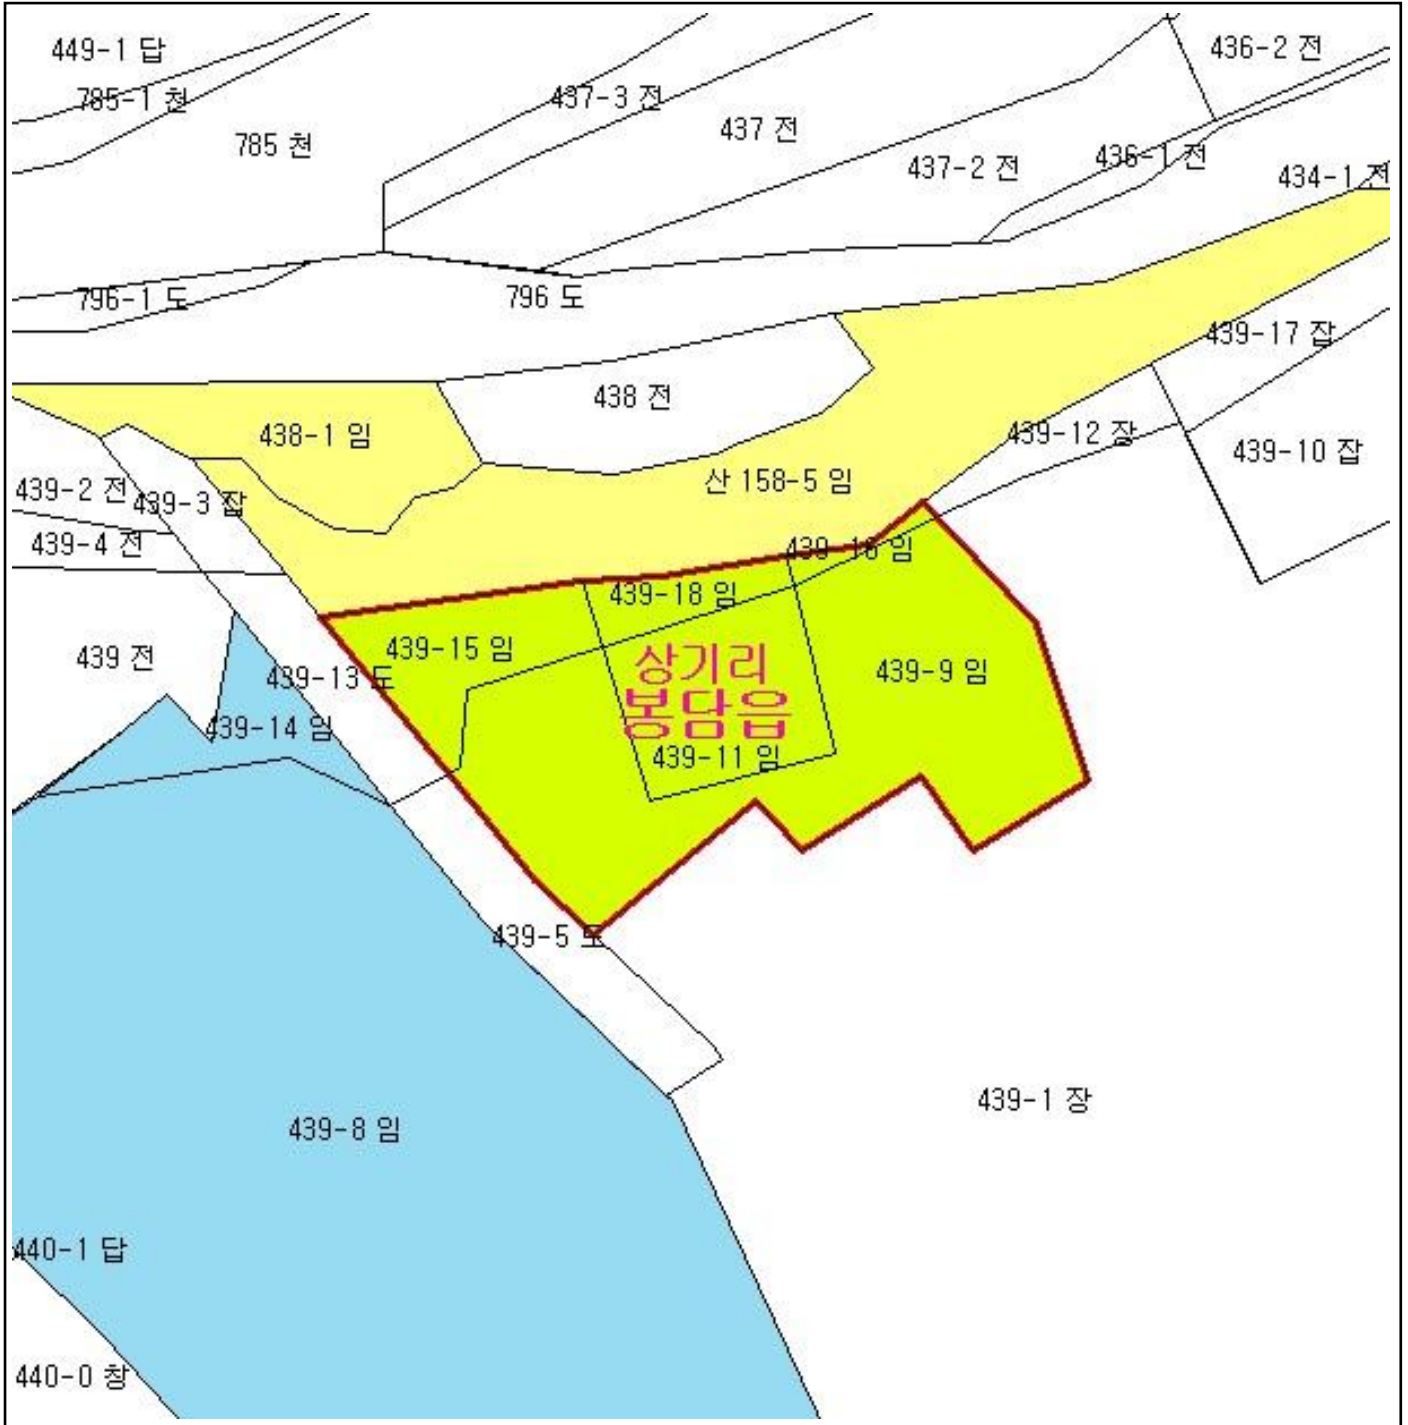 449-1 답
436-2 전
785-1 천
437-3 전
437 전
785 천
436-1 전
437-2 전
434-1 전
796-1 도
796 도
439-17 잡
438 전
438-1 임
439-12 장
439-10 잡
산 158-5 임
439-2 전
439-3 잡
439-4 전
439-16 임
439-18 임
439-15 임
439 전
상기리
439-9 임
439-13 도
봉담읍
439-14 임
439-11 임
439-5 도
439-1 장
439-8 임
440-1 답
440-0 창